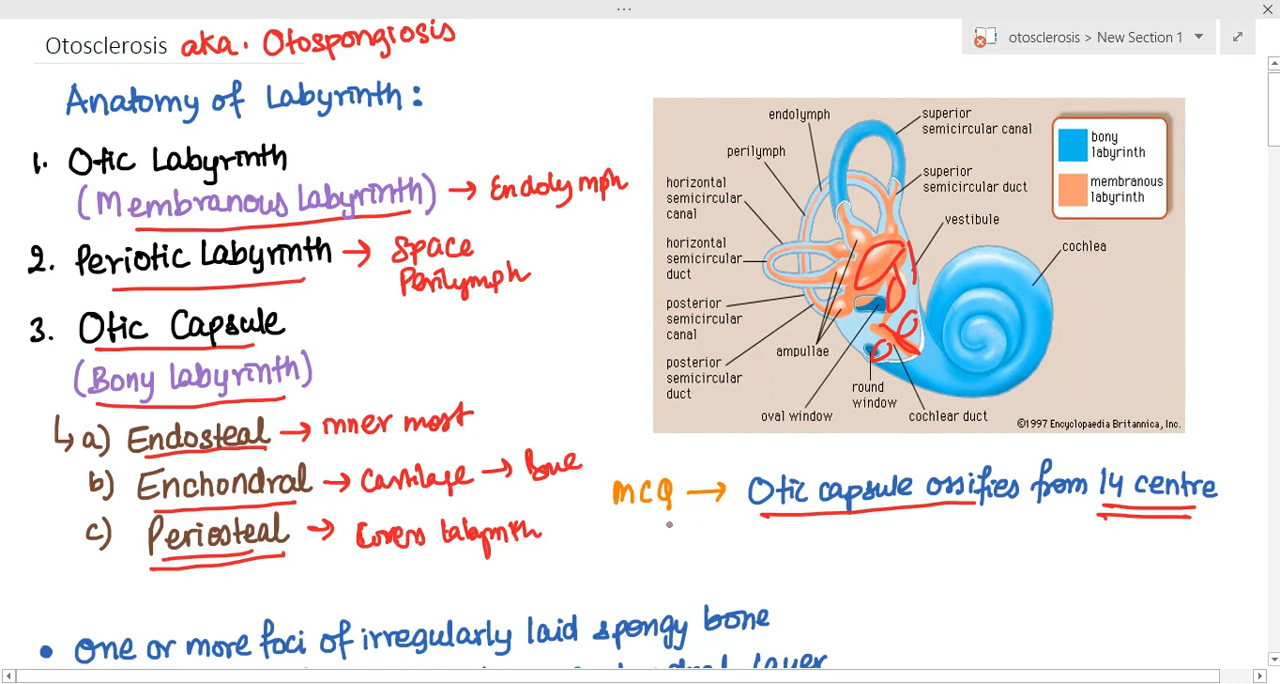 otosclerosis > New Section 1
Otosclerosis aka. Otospongiosis
Anatomy of Labyrinth:
1. Otic Labyrinth
(Membranous Labyrinth) → Endolymph
2. Periotic Labyrinth → Space
Perilymph
3. Otic Capsule
(Bony labyrinth)
↳ a) Endosteal → Inner most
b) Enchondral → Cartilage → Bone
c) Periosteal → Covers labyrinth
endolymph
perilymph
horizontal
semicircular
canal
horizontal
semicircular
duct
posterior
semicircular
canal
posterior
semicircular
duct
ampullae
oval window
round
window
cochlear duct
superior
semicircular canal
superior
semicircular duct
vestibule
cochlea
bony
labyrinth
membranous
labyrinth
©1997 Encyclopaedia Britannica, Inc.
MCQ → Otic capsule ossifies from 14 centre
• One or more foci of irregularly laid spongy bone
layer